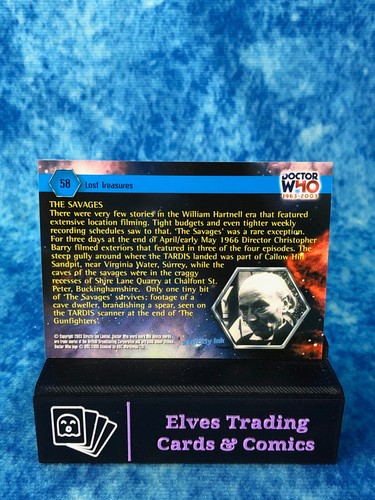 58
Lost Treasures
DOCTOR
WHO
1963-2003
THE SAVAGES
There were very few stories in the William Hartnell era that featured
extensive location filming. Tight budgets and even tighter weekly
recording schedules saw to that. 'The Savages' was a rare exception.
For three days at the end of April/early May 1966 Director Christopher
Barry filmed exteriors that featured in three of the four episodes. The
steep gully around where the TARDIS landed was part of Callow Hill
Sandpit, near Virginia Water, Surrey, while the
caves of the savages were in the craggy
recesses of Shire Lane Quarry at Chalfont St.
Peter, Buckinghamshire. Only one tiny bit
of 'The Savages' survives; footage of a
cave dweller, brandishing a spear, seen on
the TARDIS scanner at the end of 'The
Gunfighters'.
Elves Trading
Cards & Comics